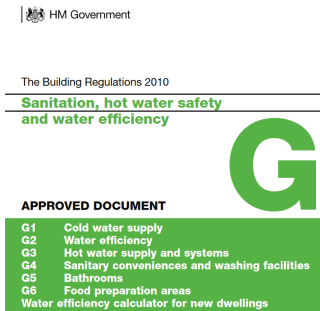 HM Government
The Building Regulations 2010
Sanitation, hot water safety
and water efficiency
G
APPROVED DOCUMENT
G1 Cold water supply
G2 Water efficiency
G3 Hot water supply and systems
G4 Sanitary conveniences and washing facilities
G5 Bathrooms
G6 Food preparation areas
Water efficiency calculator for new dwellings